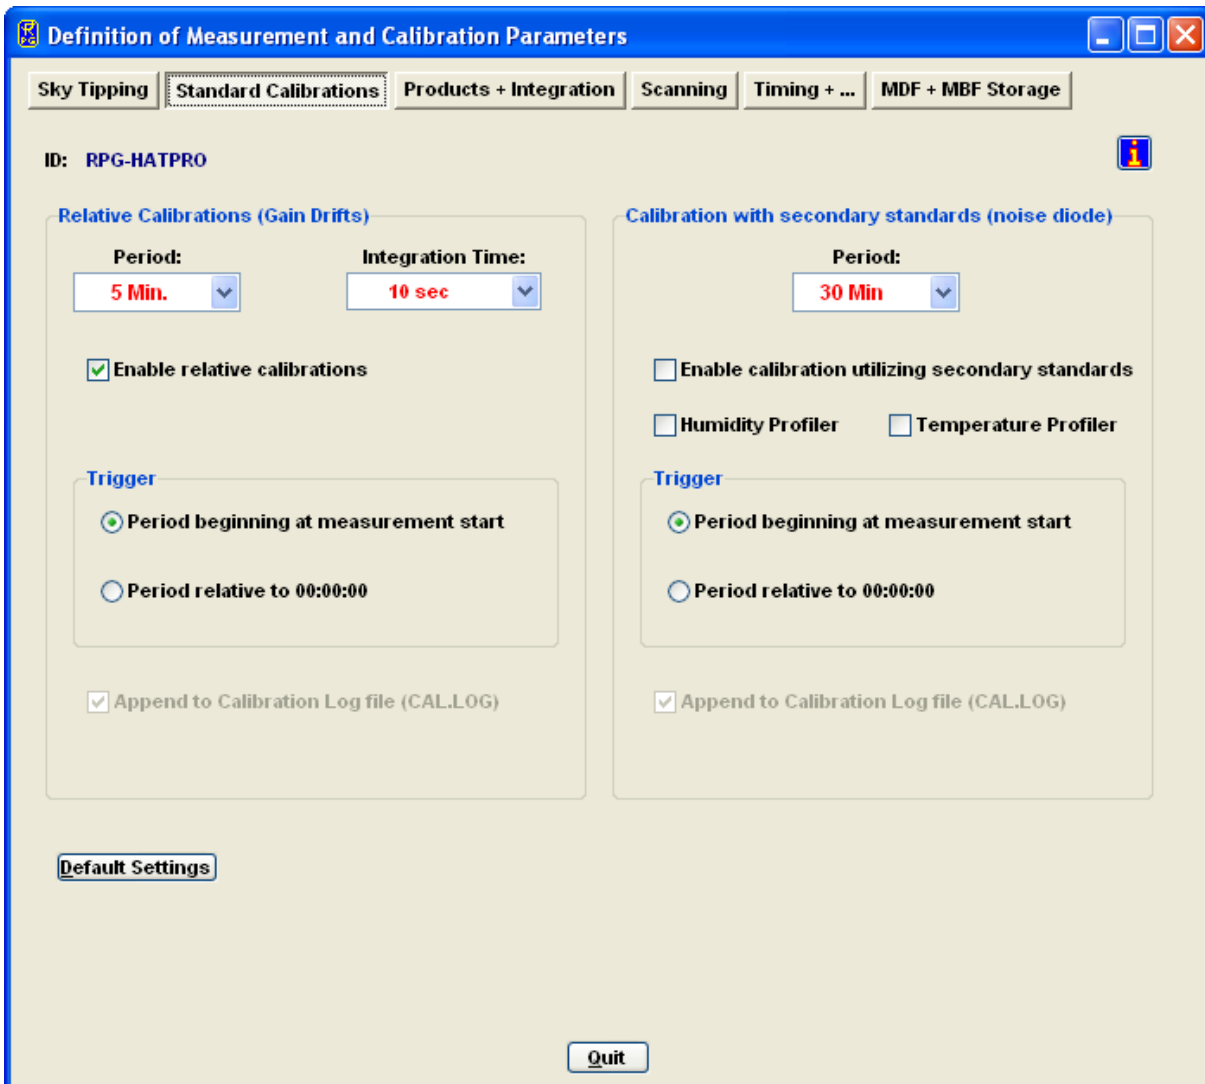 Definition of Measurement and Calibration Parameters
Sky Tipping Standard Calibrations Products + Integration Scanning Timing + ... MDF + MBF Storage
ID: RPG-HATPRO
Relative Calibrations (Gain Drifts)
Period: Integration Time:
5 Min. 10 sec
Enable relative calibrations
Trigger
Period beginning at measurement start
Period relative to 00:00:00
Append to Calibration Log file (CAL.LOG)
Calibration with secondary standards (noise diode)
Period:
30 Min
Enable calibration utilizing secondary standards
Humidity Profiler Temperature Profiler
Trigger
Period beginning at measurement start
Period relative to 00:00:00
Append to Calibration Log file (CAL.LOG)
Default Settings
Quit